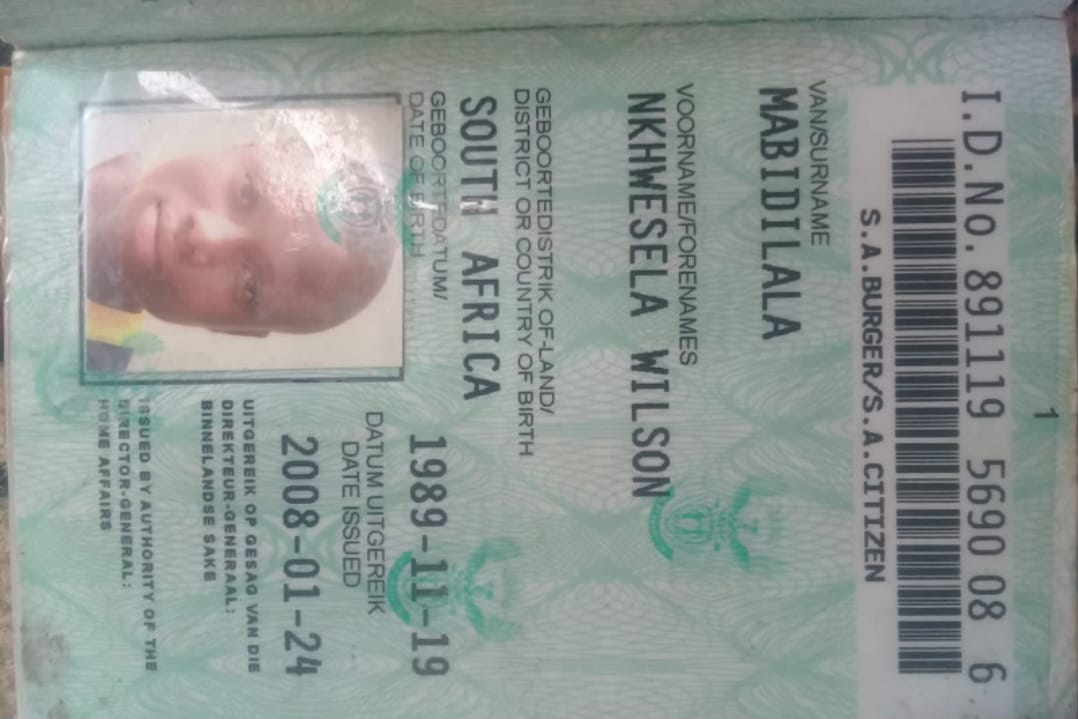 1
I.D.No. 891119 5690 08 6
S.A.BURGER/S.A.CITIZEN
VAN/SURNAME
MABIDILALA
VOORNAME/FORENAMES
NKHWESELA WILSON
GEBOORTEDISTRIK OF-LAND/
DISTRICT OR COUNTRY OF BIRTH
SOUTH AFRICA
GEBOORTEDATUM/
DATE OF BIRTH
1989-11-19
DATUM UITGEREIK
DATE ISSUED
2008-01-24
UITGEREIK OP GESAG VAN DIE
DIREKTEUR-GENERAAL:
BINNELANDSE SAKE
ISSUED BY AUTHORITY OF THE
DIRECTOR-GENERAL:
HOME AFFAIRS